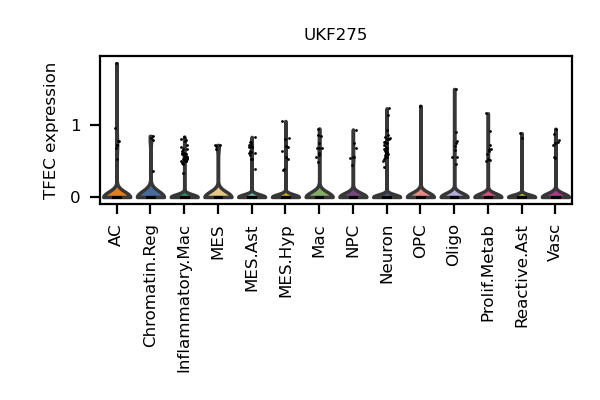 UKF275
TFEC expression
1
0
AC
Chromatin.Reg
Inflammatory.Mac
MES
MES.Ast
MES.Hyp
Mac
NPC
Neuron
OPC
Oligo
Prolif.Metab
Reactive.Ast
Vasc